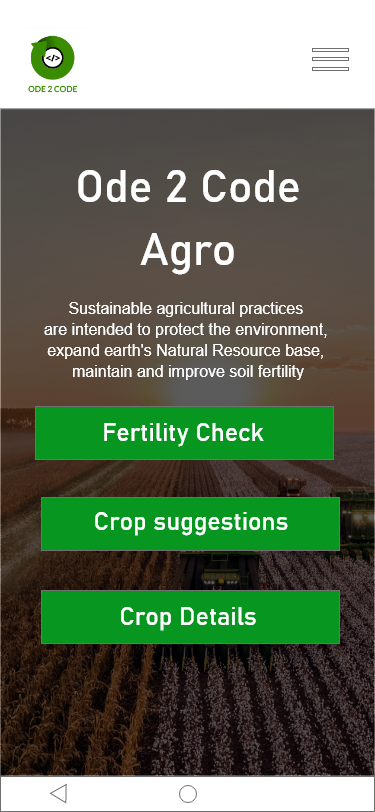 </>
ODE 2 CODE
Ode 2 Code
Agro
Sustainable agricultural practices
are intended to protect the environment,
expand earth's Natural Resource base,
maintain and improve soil fertility
Fertility Check
Crop suggestions
Crop Details